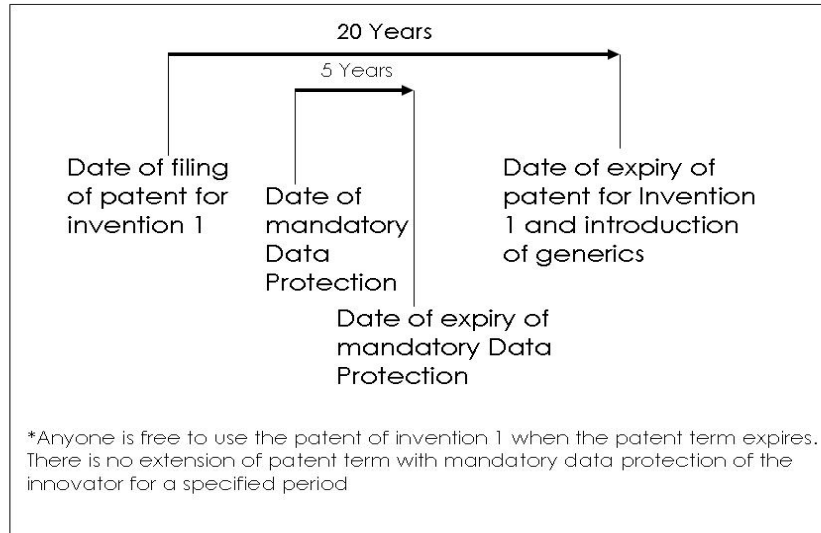 20 Years
5 Years
Date of filing
of patent for
invention 1
Date of
mandatory
Data
Protection
Date of expiry of
mandatory Data
Protection
Date of expiry of
patent for Invention
1 and introduction
of generics
*Anyone is free to use the patent of invention 1 when the patent term expires.
There is no extension of patent term with mandatory data protection of the
innovator for a specified period